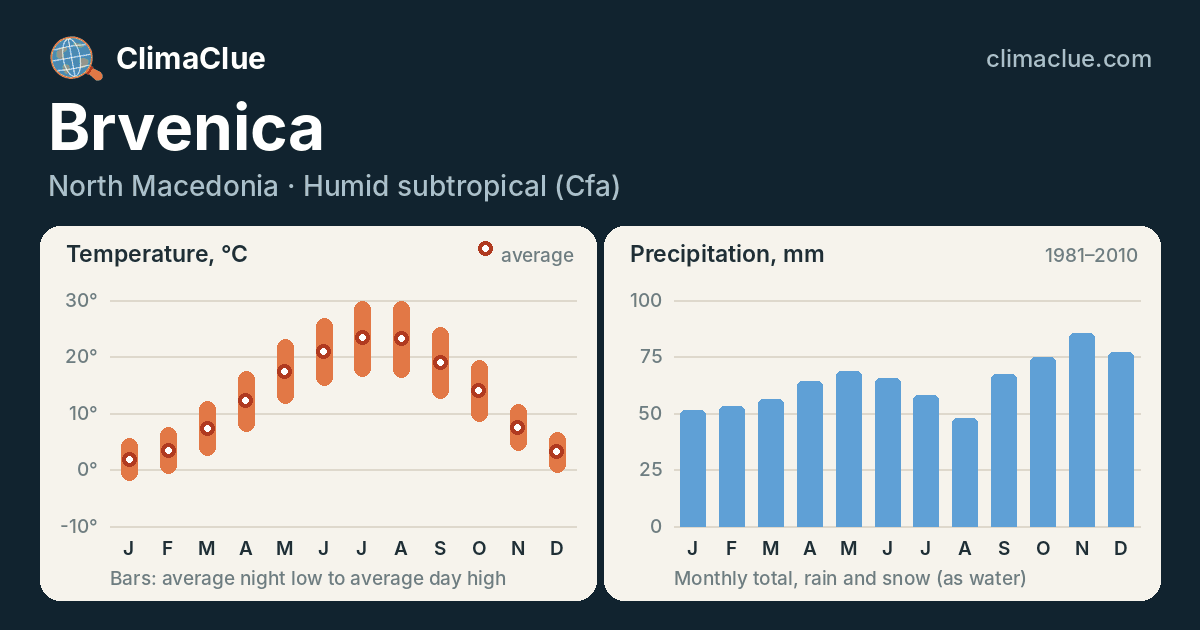 ClimaClue
climaclue.com
Brvenica
North Macedonia · Humid subtropical (Cfa)
Temperature, °C
average
30°
20°
10°
0°
-10°
J F M A M J J A S O N D
Bars: average night low to average day high
Precipitation, mm
1981–2010
100
75
50
25
0
J F M A M J J A S O N D
Monthly total, rain and snow (as water)